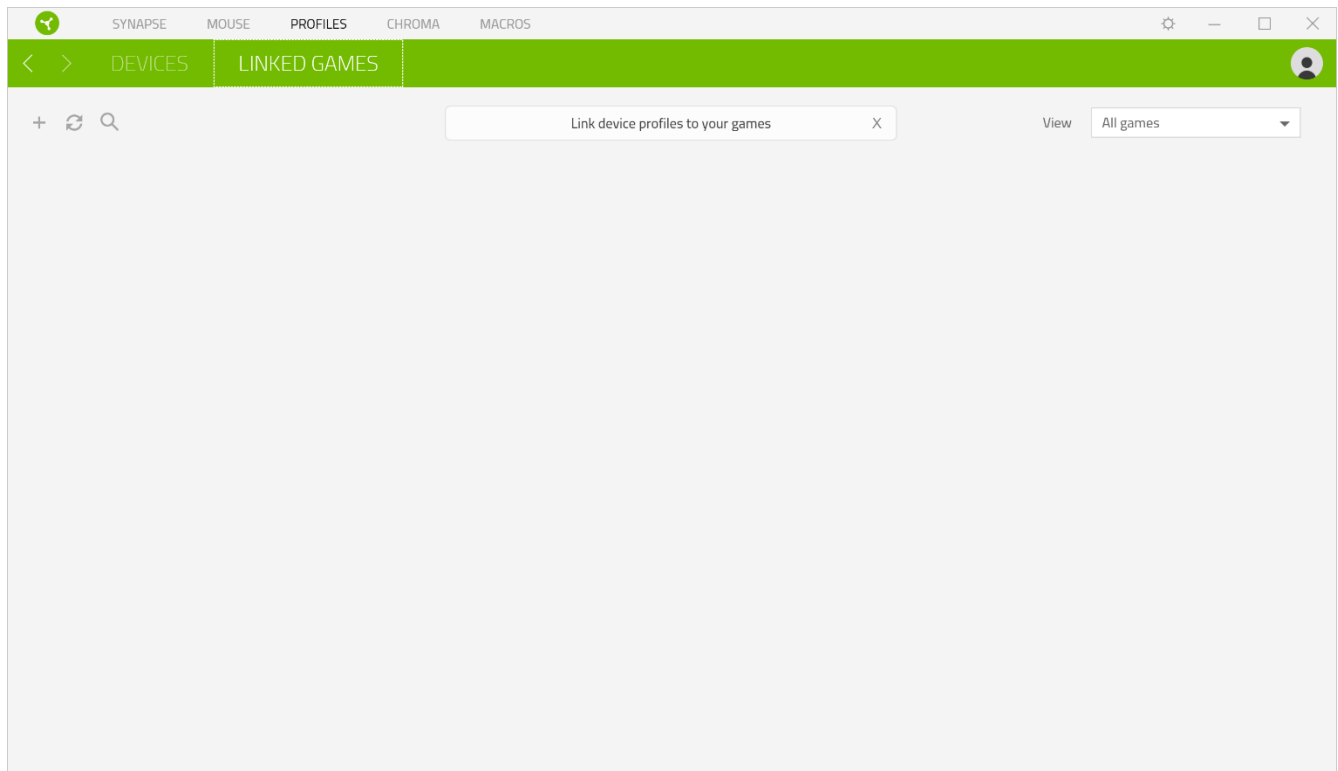 SYNAPSE MOUSE PROFILES CHROMA MACROS
DEVICES LINKED GAMES
Link device profiles to your games X View All games